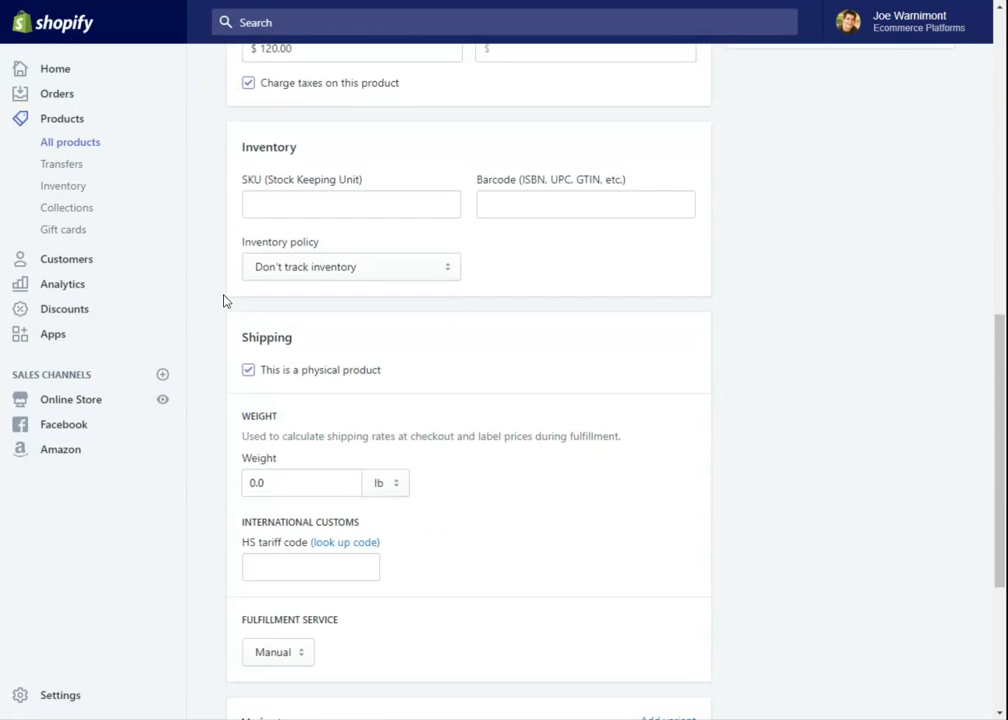 shopify
Search
Joe Warnimont
Ecommerce Platforms
Home
Orders
Products
All products
Transfers
Inventory
Collections
Gift cards
Customers
Analytics
Discounts
Apps
SALES CHANNELS
Online Store
Facebook
Amazon
Settings
$ 120.00
$
Charge taxes on this product
Inventory
SKU (Stock Keeping Unit)
Barcode (ISBN, UPC, GTIN, etc.)
Inventory policy
Don't track inventory
Shipping
This is a physical product
WEIGHT
Used to calculate shipping rates at checkout and label prices during fulfillment.
Weight
0.0
lb
INTERNATIONAL CUSTOMS
HS tariff code (look up code)
FULFILLMENT SERVICE
Manual
Add variant